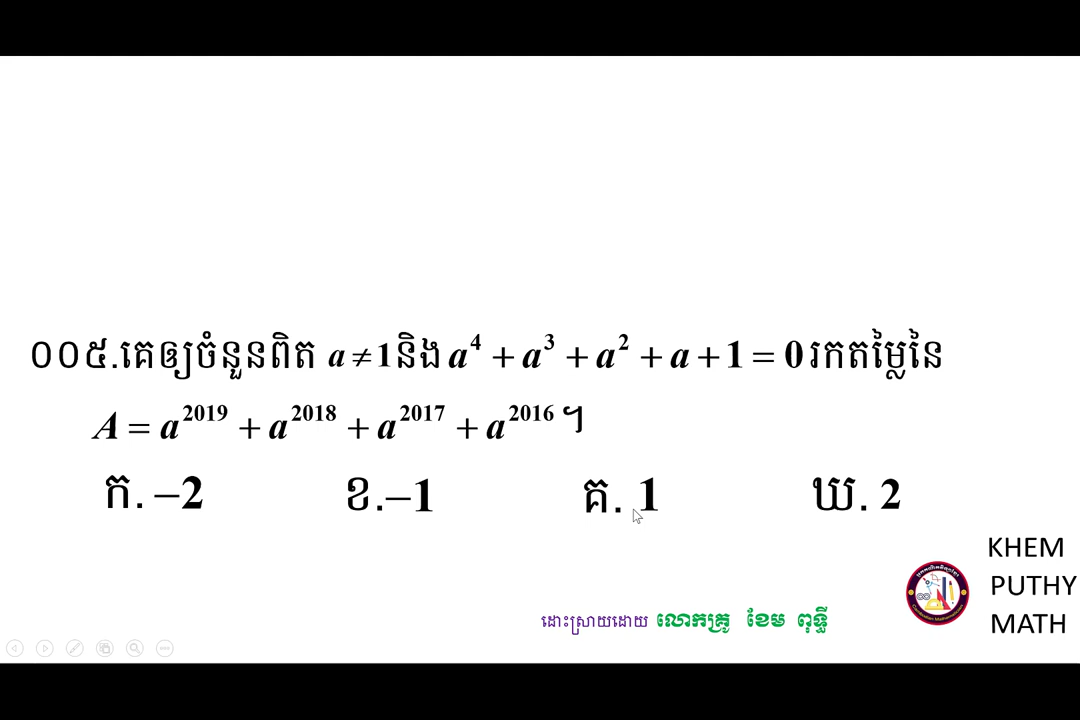 ០០៥.គេឲ្យចំនួនពិត a ≠ 1 និង a⁴ + a³ + a² + a + 1 = 0 រកតម្លៃនៃ
A = a²⁰¹⁹ + a²⁰¹⁸ + a²⁰¹⁷ + a²⁰¹⁶ ។
ក. –2 ខ.–1 គ. 1 ឃ. 2
KHEM
PUTHY
MATH
ដោះស្រាយដោយ លោកគ្រូ ខែម ពុទ្ធី